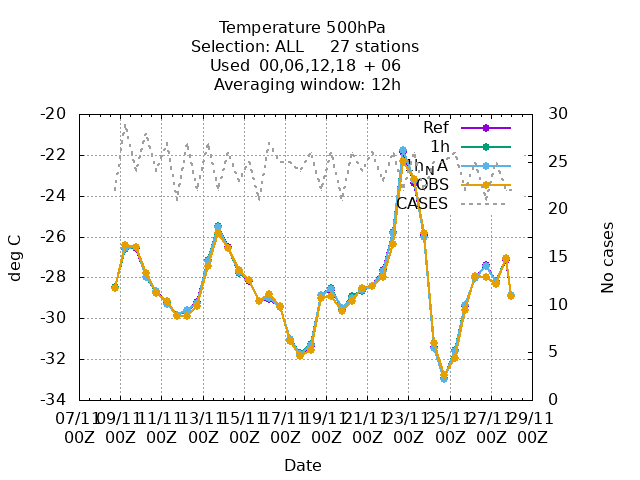 Temperature 500hPa
Selection: ALL 27 stations
Used 00,06,12,18 + 06
Averaging window: 12h
-20
-22
-24
-26
-28
-30
-32
-34
deg C
30
25
20
15
10
5
0
No cases
Ref
1h
1h_NA
OBS
CASES
07/11 09/11 11/11 13/11 15/11 17/11 19/11 21/11 23/11 25/11 27/11 29/11
00Z 00Z 00Z 00Z 00Z 00Z 00Z 00Z 00Z 00Z 00Z 00Z
Date